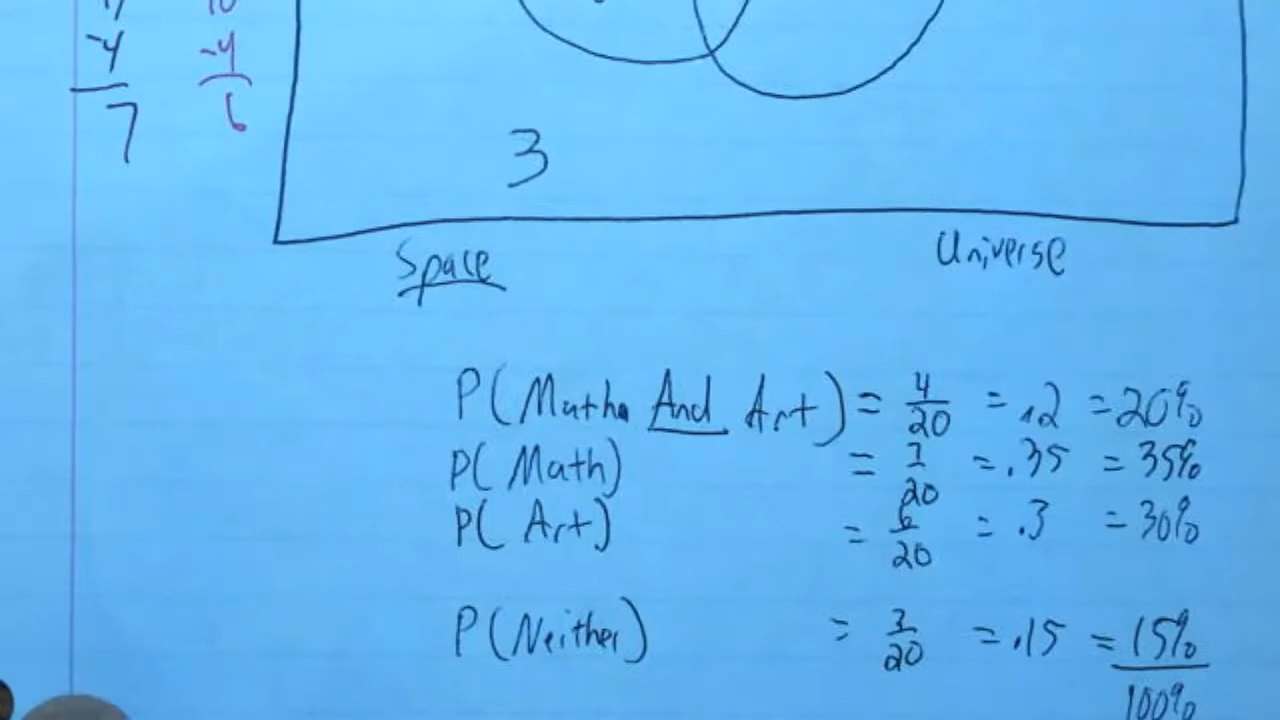 -4 -4
7 6
3
Space Universe
P(Math And Art) = 4/20 = .2 = 20%
P(Math) = 7/20 = .35 = 35%
P(Art) = 6/20 = .3 = 30%
P(Neither) = 3/20 = .15 = 15%
100%